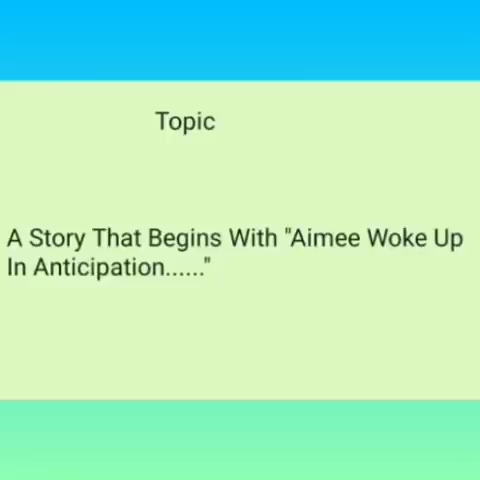 Topic
A Story That Begins With "Aimee Woke Up
In Anticipation......"